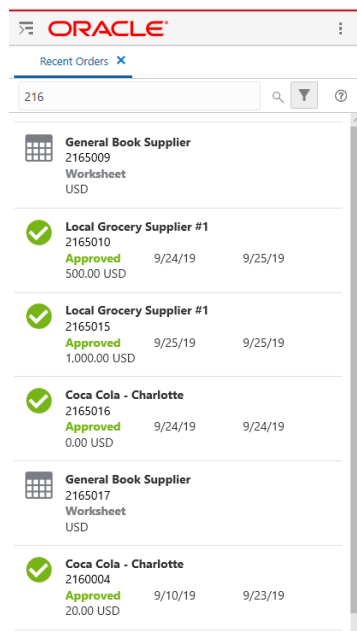 ORACLE
Recent Orders
216
General Book Supplier
2165009
Worksheet
USD
Local Grocery Supplier #1
2165010
Approved 9/24/19 9/25/19
500.00 USD
Local Grocery Supplier #1
2165015
Approved 9/25/19 9/25/19
1,000.00 USD
Coca Cola - Charlotte
2165016
Approved 9/24/19 9/24/19
0.00 USD
General Book Supplier
2165017
Worksheet
USD
Coca Cola - Charlotte
2160004
Approved 9/10/19 9/23/19
20.00 USD